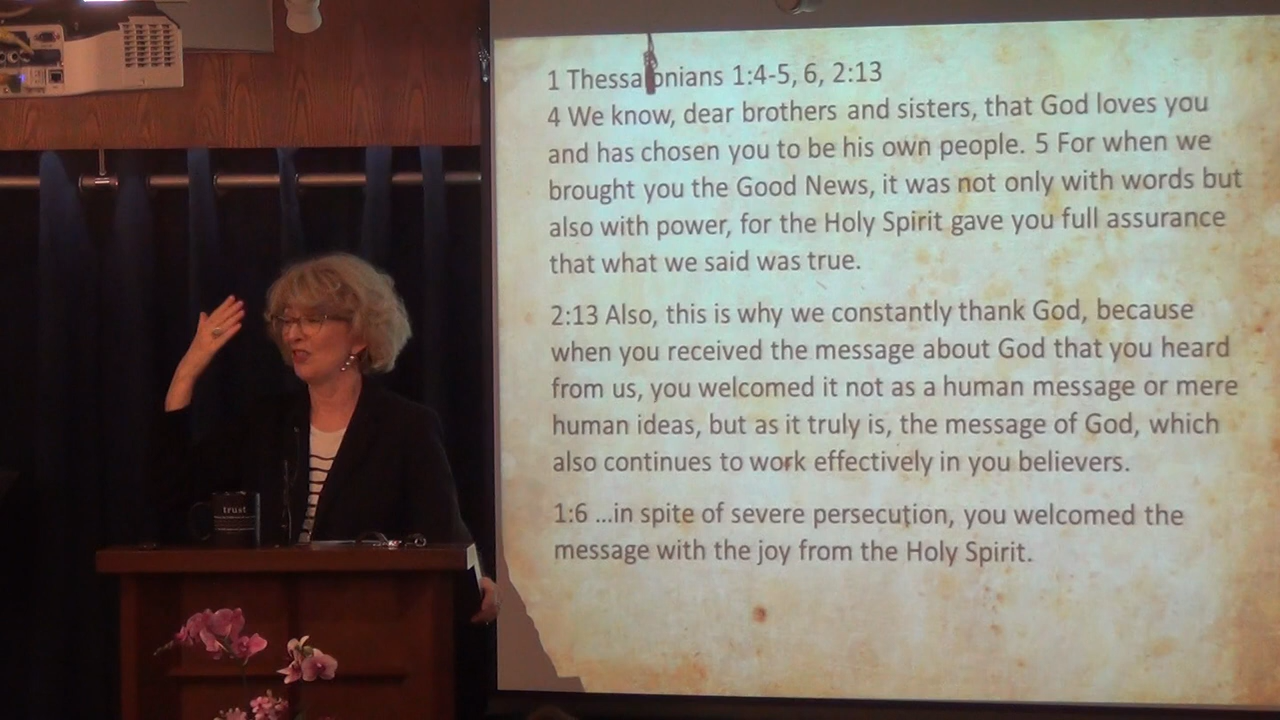 1 Thessalonians 1:4-5, 6, 2:13
4 We know, dear brothers and sisters, that God loves you
and has chosen you to be his own people. 5 For when we
brought you the Good News, it was not only with words but
also with power, for the Holy Spirit gave you full assurance
that what we said was true.
2:13 Also, this is why we constantly thank God, because
when you received the message about God that you heard
from us, you welcomed it not as a human message or mere
human ideas, but as it truly is, the message of God, which
also continues to work effectively in you believers.
1:6 ...in spite of severe persecution, you welcomed the
message with the joy from the Holy Spirit.
trust